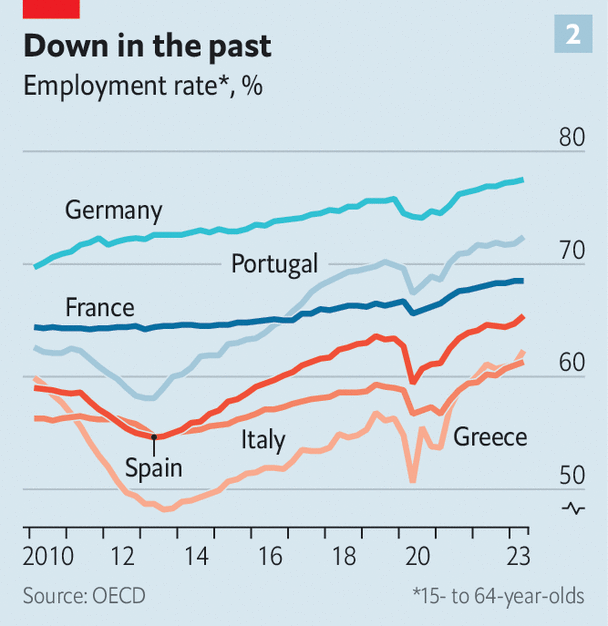 Down in the past
2
Employment rate*, %
80
Germany
70
Portugal
France
60
Italy
Greece
Spain
50
2010 12 14 16 18 20 23
Source: OECD
*15- to 64-year-olds